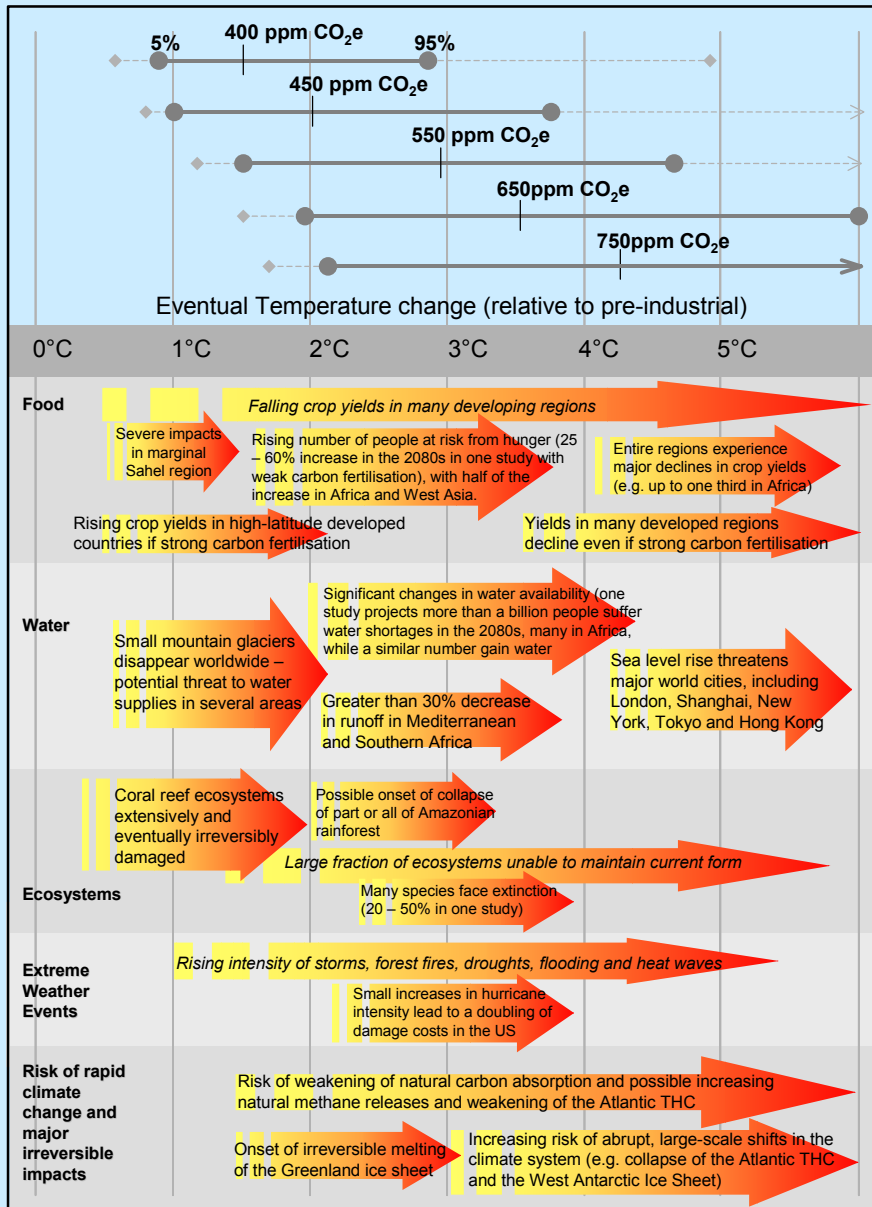 400 ppm CO₂e
5%
95%
450 ppm CO₂e
550 ppm CO₂e
650ppm CO₂e
750ppm CO₂e
Eventual Temperature change (relative to pre-industrial)
0°C 1°C 2°C 3°C 4°C 5°C
Food
Falling crop yields in many developing regions
Severe impacts
in marginal
Sahel region
Rising number of people at risk from hunger (25
– 60% increase in the 2080s in one study with
weak carbon fertilisation), with half of the
increase in Africa and West Asia.
Entire regions experience
major declines in crop yields
(e.g. up to one third in Africa)
Rising crop yields in high-latitude developed
countries if strong carbon fertilisation
Yields in many developed regions
decline even if strong carbon fertilisation
Water
Small mountain glaciers
disappear worldwide –
potential threat to water
supplies in several areas
Significant changes in water availability (one
study projects more than a billion people suffer
water shortages in the 2080s, many in Africa,
while a similar number gain water
Greater than 30% decrease
in runoff in Mediterranean
and Southern Africa
Sea level rise threatens
major world cities, including
London, Shanghai, New
York, Tokyo and Hong Kong
Coral reef ecosystems
extensively and
eventually irreversibly
damaged
Possible onset of collapse
of part or all of Amazonian
rainforest
Large fraction of ecosystems unable to maintain current form
Ecosystems
Many species face extinction
(20 – 50% in one study)
Extreme
Weather
Events
Rising intensity of storms, forest fires, droughts, flooding and heat waves
Small increases in hurricane
intensity lead to a doubling of
damage costs in the US
Risk of rapid
climate
change and
major
irreversible
impacts
Risk of weakening of natural carbon absorption and possible increasing
natural methane releases and weakening of the Atlantic THC
Onset of irreversible melting
of the Greenland ice sheet
Increasing risk of abrupt, large-scale shifts in the
climate system (e.g. collapse of the Atlantic THC
and the West Antarctic Ice Sheet)